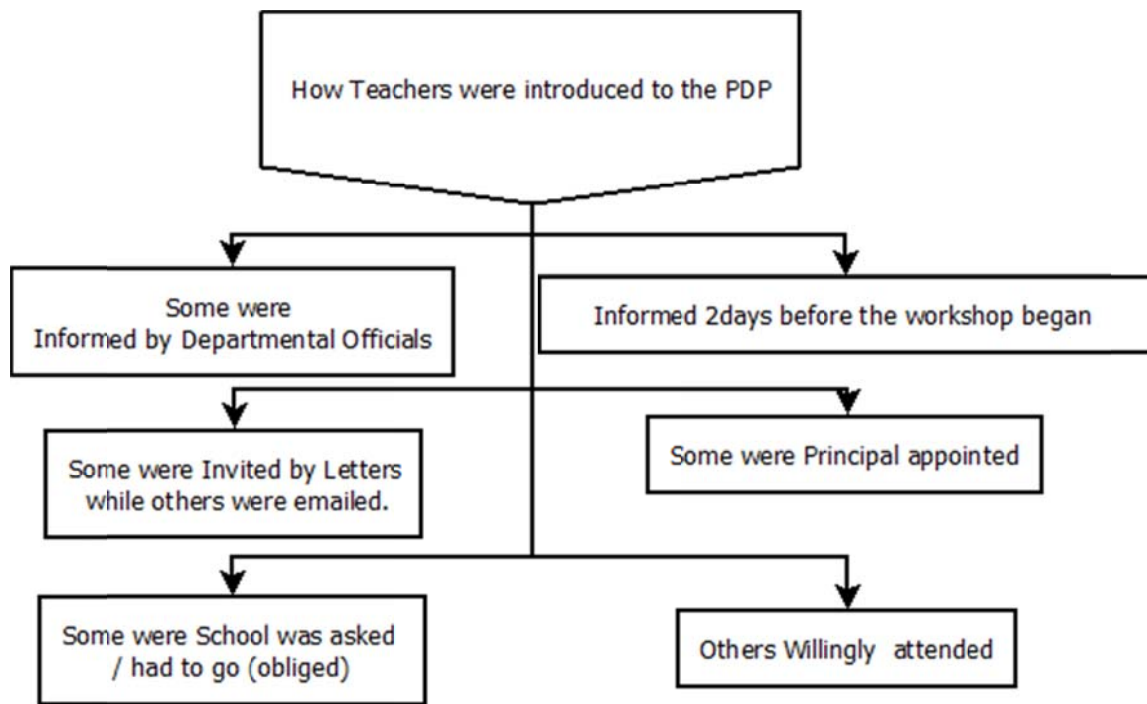 How Teachers were introduced to the PDP
Some were
Informed by Departmental Officials
Informed 2days before the workshop began
Some were Invited by Letters
while others were emailed.
Some were Principal appointed
Some were School was asked
/ had to go (obliged)
Others Willingly attended